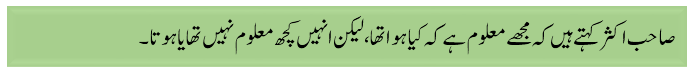 صاحب اکثر کہتے ہیں کہ مجھے معلوم ہے کہ کیا ہوا تھا، لیکن انہیں کچھ معلوم نہیں تھا یا ہوتا۔